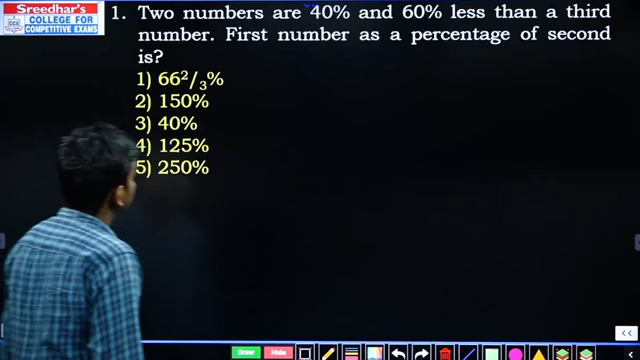 Sreedhar's
COLLEGE FOR
COMPETITIVE EXAMS
CCE
1. Two numbers are 40% and 60% less than a third
number. First number as a percentage of second
is?
1) 66²/₃%
2) 150%
3) 40%
4) 125%
5) 250%
Draw Hide